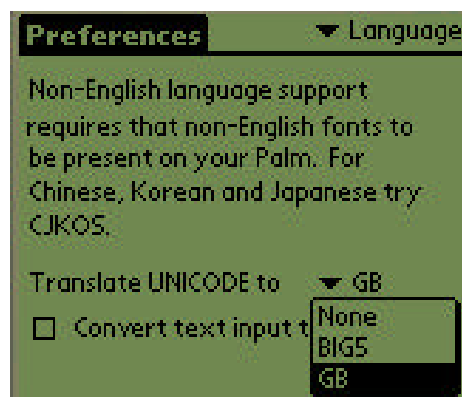 Preferences Language
Non-English language support
requires that non-English fonts to
be present on your Palm. For
Chinese, Korean and Japanese try
CJKOS.
Translate UNICODE to GB
Convert text input t
None
BIG5
GB